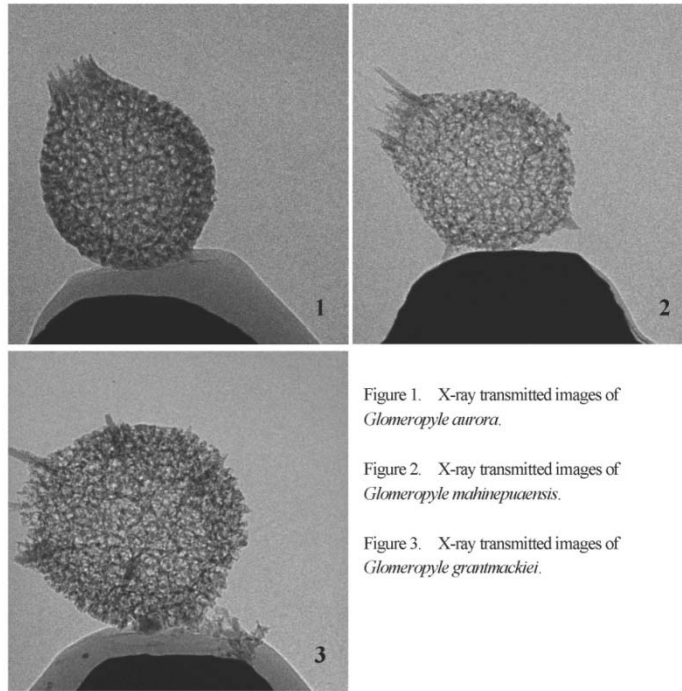 1
2
3
Figure 1. X-ray transmitted images of
Glomeropyle aurora.
Figure 2. X-ray transmitted images of
Glomeropyle mahinepuaensis.
Figure 3. X-ray transmitted images of
Glomeropyle grantmackiei.